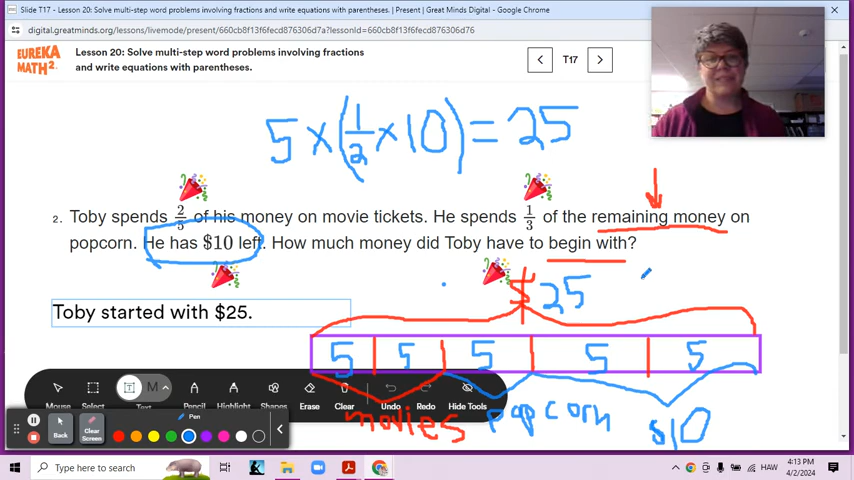 Slide T17 - Lesson 20: Solve multi-step word problems involving fractions and write equations with parentheses. | Present | Great Minds Digital - Google Chrome
digital.greatminds.org/lessons/livemode/present/660cb8f13f6fecd876306d7a?lessonId=660cb8f13f6fecd876306d76
EUREKA MATH²
Lesson 20: Solve multi-step word problems involving fractions
and write equations with parentheses.
T17
5 × (1/2 × 10) = 25
2. Toby spends 2/5 of his money on movie tickets. He spends 1/3 of the remaining money on
popcorn. He has $10 left. How much money did Toby have to begin with?
$ 25
Toby started with $25.
5 5 5 5 5
Mouse Select Text Pencil Highlight Shapes Erase Clear Undo Redo Hide Tools
M
movies popcorn $10
Pen
Back Clear Screen
Type here to search
HAW
4:13 PM
4/2/2024